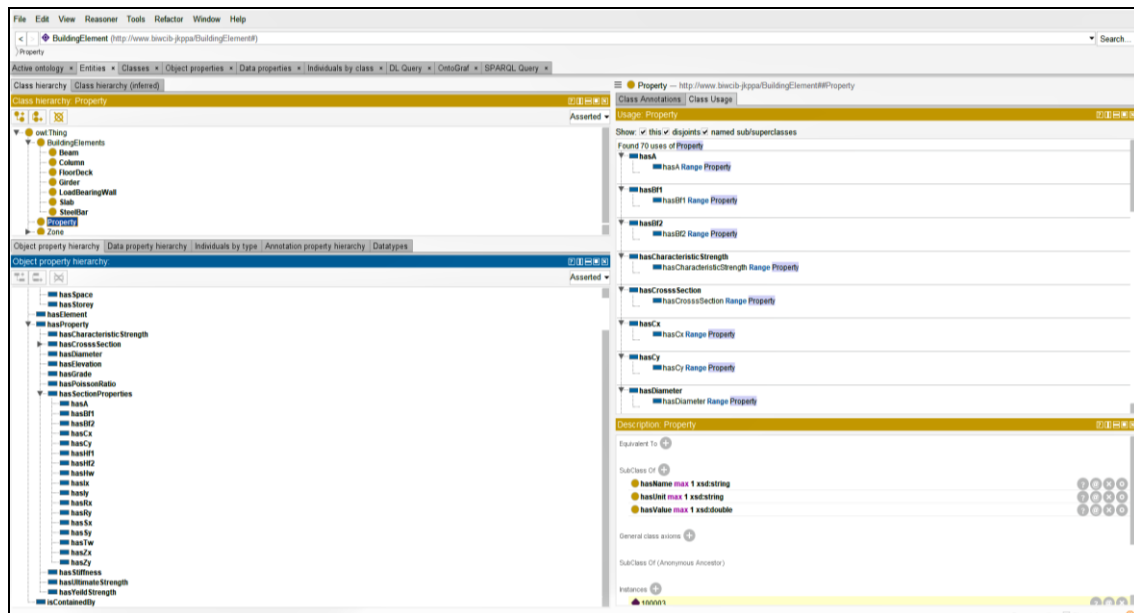 File Edit View Reasoner Tools Refactor Window Help
< > BuildingElement (http://www.biwcib-jkppa/BuildingElement#) Search...
Property
Active ontology × Entities × Classes × Object properties × Data properties × Individuals by class × DL Query × OntoGraf × SPARQL Query ×
Class hierarchy Class hierarchy (inferred)
Class hierarchy: Property
Asserted
owl:Thing
BuildingElements
Beam
Column
FloorDeck
Girder
LoadBearingWall
Slab
SteelBar
Property
Zone
Object property hierarchy Data property hierarchy Individuals by type Annotation property hierarchy Datatypes
Object property hierarchy:
Asserted
hasSpace
hasStorey
hasElement
hasProperty
hasCharacteristicStrength
hasCrosssSection
hasDiameter
hasElevation
hasGrade
hasPoissonRatio
hasSectionProperties
hasA
hasBf1
hasBf2
hasCx
hasCy
hasHf1
hasHf2
hasHw
hasIx
hasIy
hasRx
hasRy
hasSx
hasSy
hasTw
hasZx
hasZy
hasStiffness
hasUltimateStrength
hasYeildStrength
isContainedBy
Property — http://www.biwcib-jkppa/BuildingElement##Property
Class Annotations Class Usage
Usage: Property
Show: this disjoints named sub/superclasses
Found 70 uses of Property
hasA
hasA Range Property
hasBf1
hasBf1 Range Property
hasBf2
hasBf2 Range Property
hasCharacteristicStrength
hasCharacteristicStrength Range Property
hasCrosssSection
hasCrosssSection Range Property
hasCx
hasCx Range Property
hasCy
hasCy Range Property
hasDiameter
hasDiameter Range Property
Description: Property
Equivalent To
SubClass Of
hasName max 1 xsd:string
hasUnit max 1 xsd:string
hasValue max 1 xsd:double
General class axioms
SubClass Of (Anonymous Ancestor)
Instances
100003